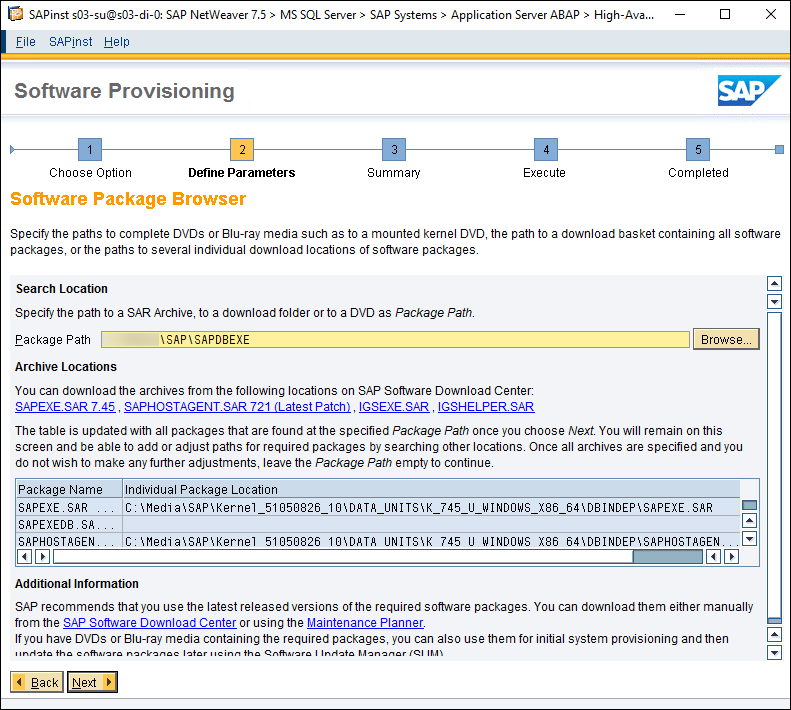 SAPinst s03-su@s03-di-0: SAP NetWeaver 7.5 > MS SQL Server > SAP Systems > Application Server ABAP > High-Ava...
File SAPinst Help
Software Provisioning
SAP
1 2 3 4 5
Choose Option Define Parameters Summary Execute Completed
Software Package Browser
Specify the paths to complete DVDs or Blu-ray media such as to a mounted kernel DVD, the path to a download basket containing all software
packages, or the paths to several individual download locations of software packages.
Search Location
Specify the path to a SAR Archive, to a download folder or to a DVD as Package Path.
Package Path \SAP\SAPDBEXE Browse...
Archive Locations
You can download the archives from the following locations on SAP Software Download Center:
SAPEXE.SAR 7.45 , SAPHOSTAGENT.SAR 721 (Latest Patch) , IGSEXE.SAR , IGSHELPER.SAR
The table is updated with all packages that are found at the specified Package Path once you choose Next. You will remain on this
screen and be able to add or adjust paths for required packages by searching other locations. Once all archives are specified and you
do not wish to make any further adjustments, leave the Package Path empty to continue.
Package Name Individual Package Location
SAPEXE.SAR ... C:\Media\SAP\Kernel_51050826_10\DATA_UNITS\K_745_U_WINDOWS_X86_64\DBINDEP\SAPEXE.SAR
SAPEXEDB.SA...
SAPHOSTAGEN... C:\Media\SAP\Kernel_51050826_10\DATA_UNITS\K_745_U_WINDOWS_X86_64\DBINDEP\SAPHOSTAGEN...
Additional Information
SAP recommends that you use the latest released versions of the required software packages. You can download them either manually
from the SAP Software Download Center or using the Maintenance Planner.
If you have DVDs or Blu-ray media containing the required packages, you can also use them for initial system provisioning and then
update the software packages later using the Software Update Manager (SUM).
Back Next